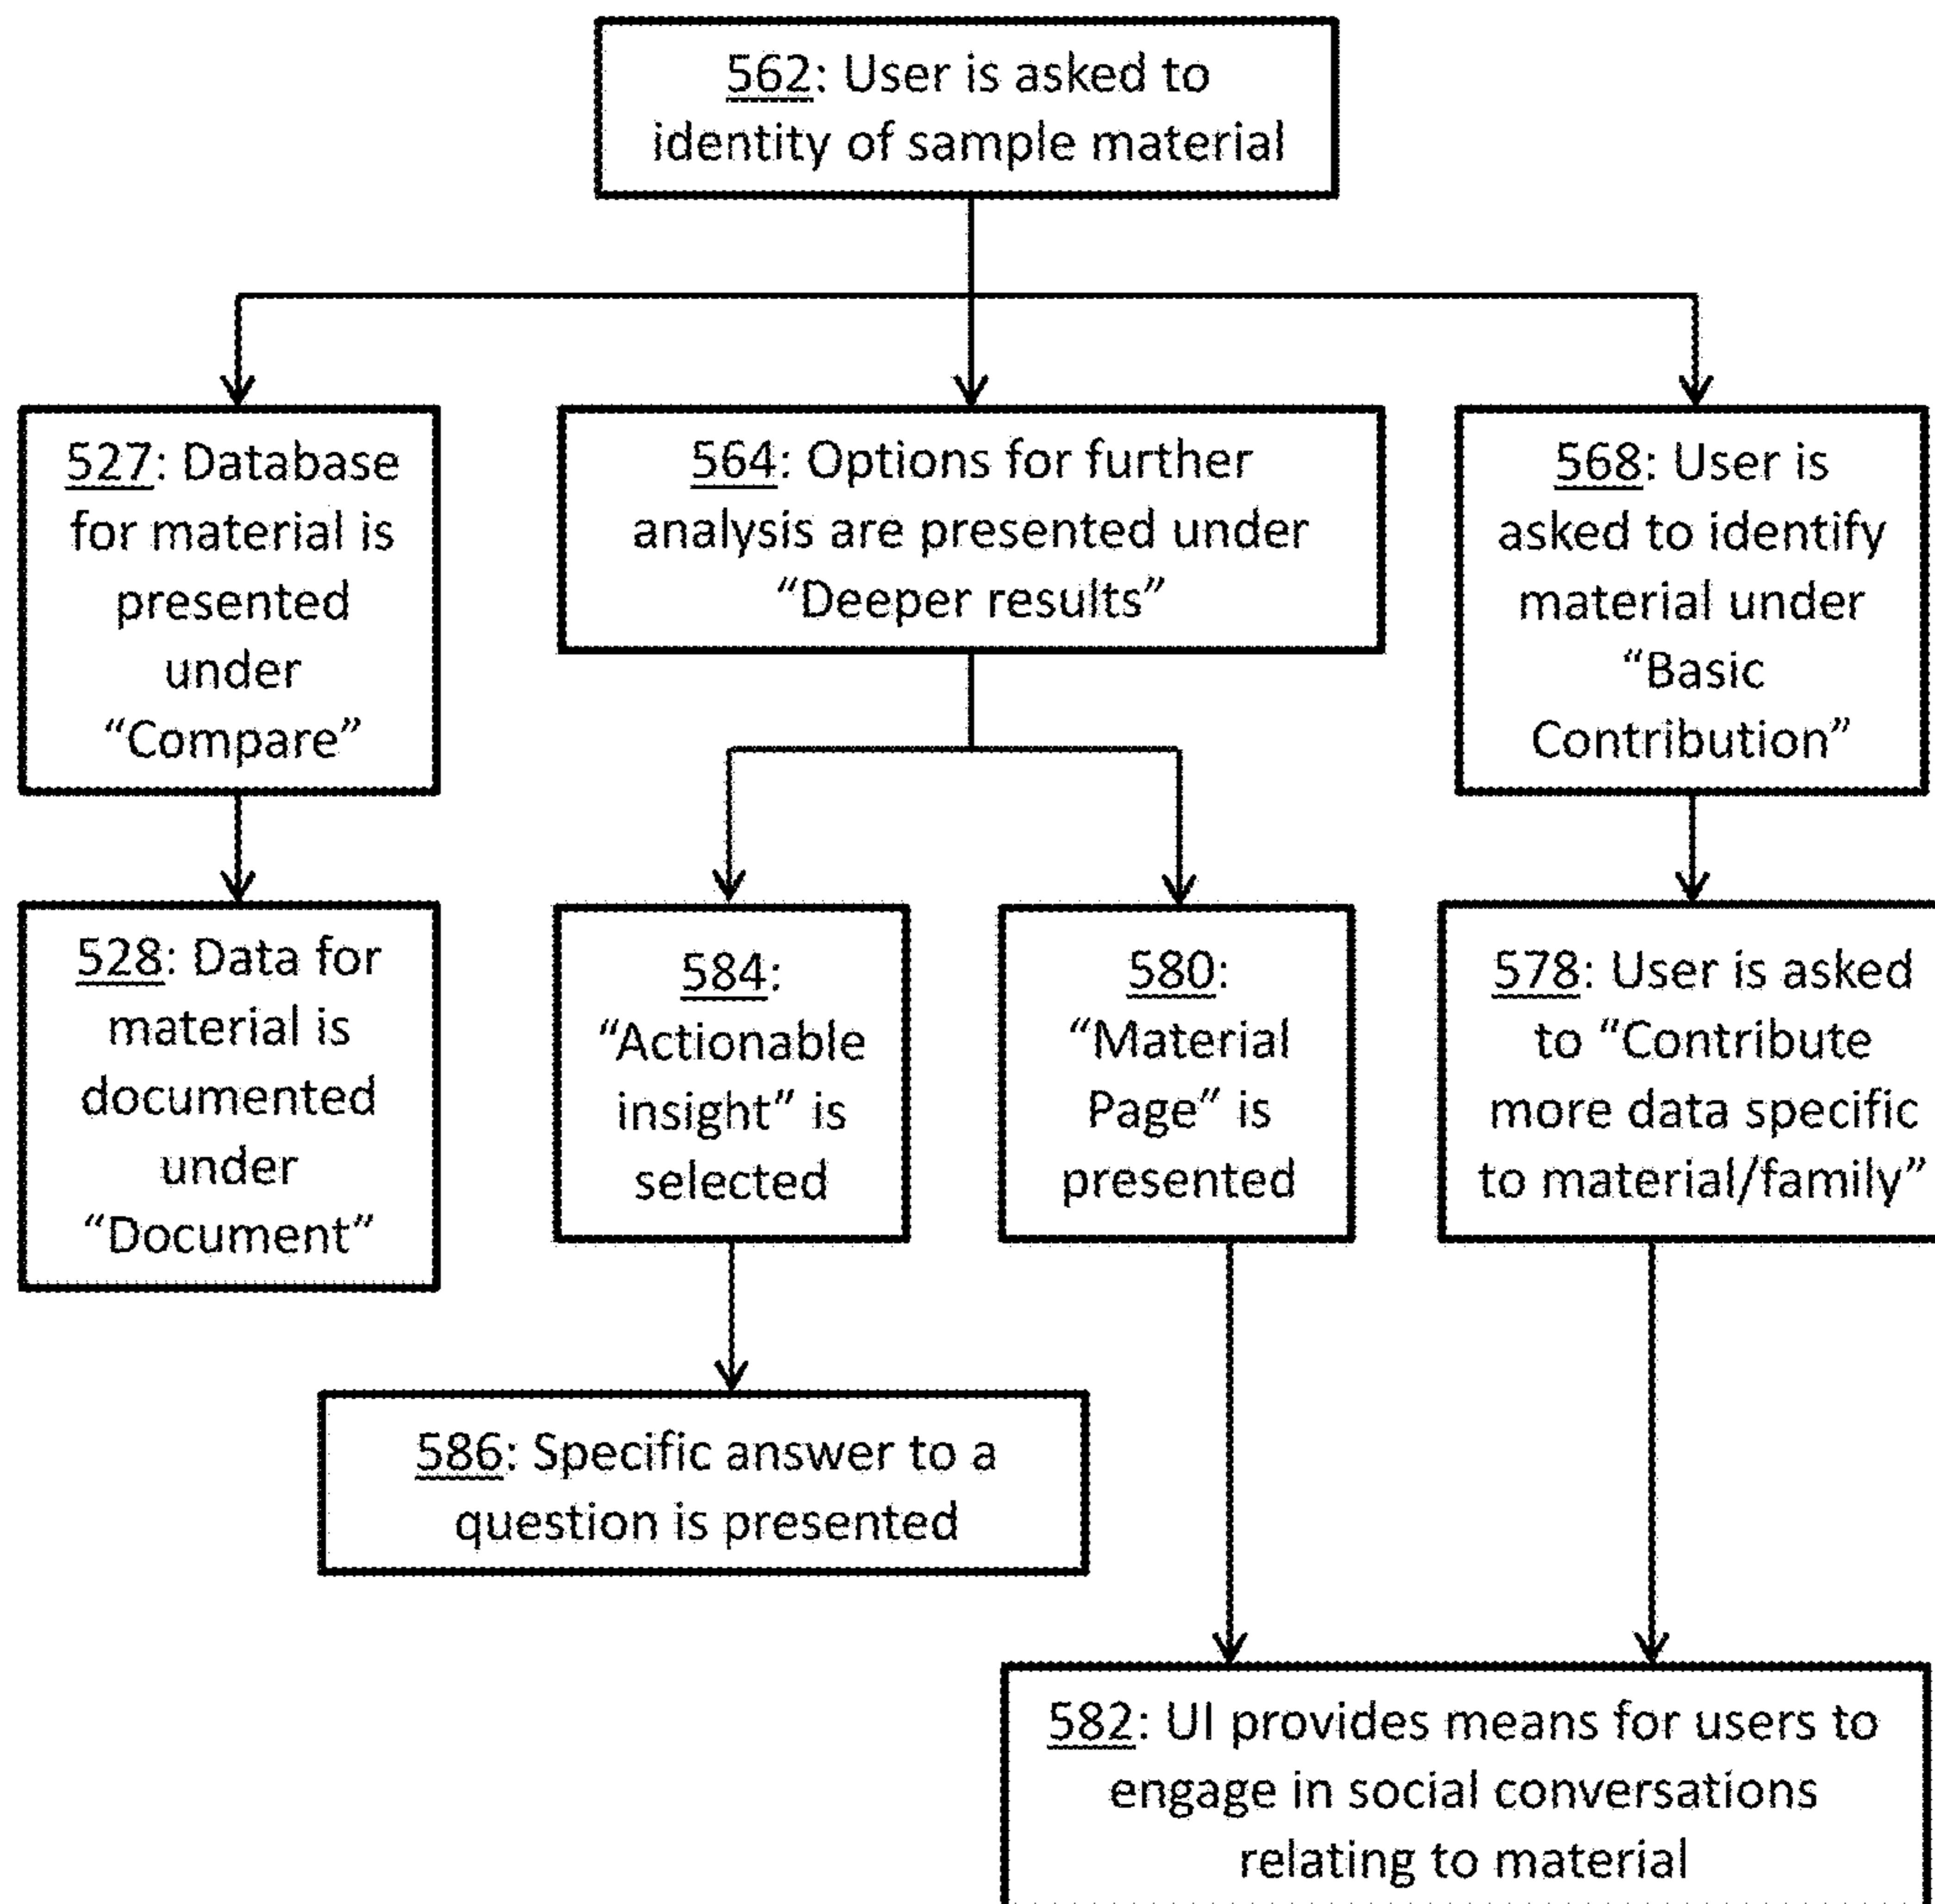 562: User is asked to
identity of sample material
527: Database
for material is
presented
under
“Compare”
564: Options for further
analysis are presented under
“Deeper results”
568: User is
asked to identify
material under
“Basic
Contribution”
528: Data for
material is
documented
under
“Document”
584:
“Actionable
insight” is
selected
580:
“Material
Page” is
presented
578: User is asked
to “Contribute
more data specific
to material/family”
586: Specific answer to a
question is presented
582: UI provides means for users to
engage in social conversations
relating to material